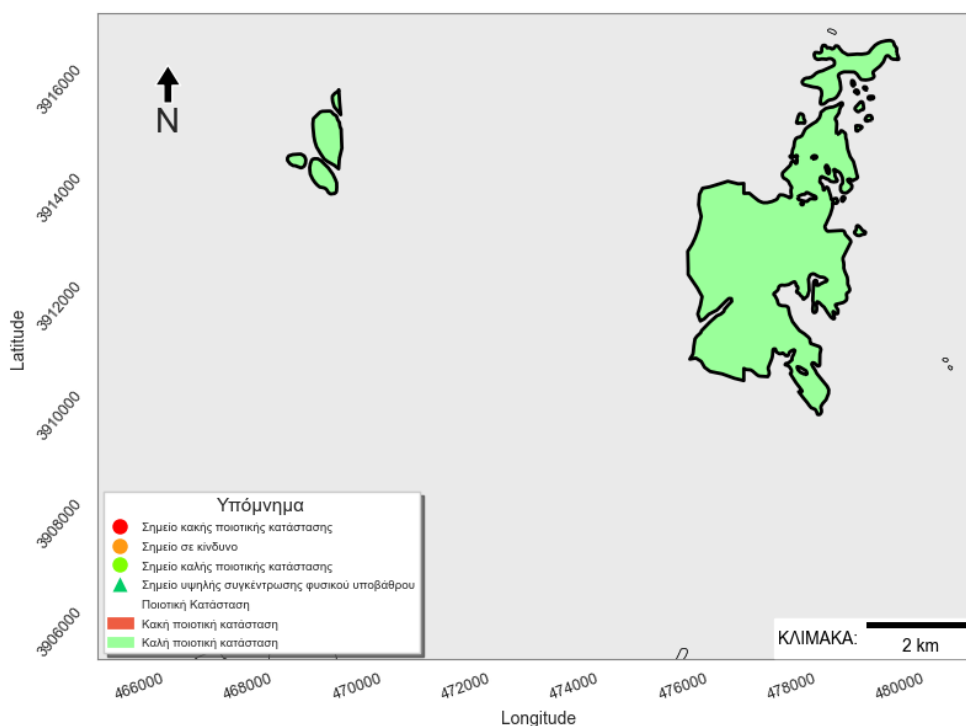 N
3916000
3914000
3912000
3910000
3908000
3906000
Latitude
Υπόμνημα
Σημείο κακής ποιοτικής κατάστασης
Σημείο σε κίνδυνο
Σημείο καλής ποιοτικής κατάστασης
Σημείο υψηλής συγκέντρωσης φυσικού υποβάθρου
Ποιοτική Κατάσταση
Κακή ποιοτική κατάσταση
Καλή ποιοτική κατάσταση
ΚΛΙΜΑΚΑ:
2 km
466000
468000
470000
472000
474000
476000
478000
480000
Longitude